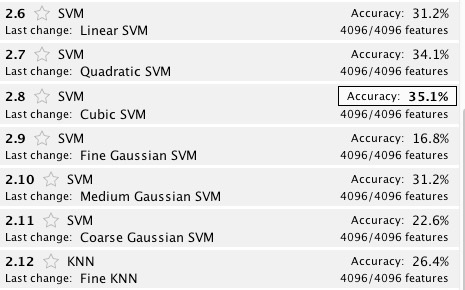 2.6 SVM Accuracy: 31.2%
Last change: Linear SVM 4096/4096 features
2.7 SVM Accuracy: 34.1%
Last change: Quadratic SVM 4096/4096 features
2.8 SVM Accuracy: 35.1%
Last change: Cubic SVM 4096/4096 features
2.9 SVM Accuracy: 16.8%
Last change: Fine Gaussian SVM 4096/4096 features
2.10 SVM Accuracy: 31.2%
Last change: Medium Gaussian SVM 4096/4096 features
2.11 SVM Accuracy: 22.6%
Last change: Coarse Gaussian SVM 4096/4096 features
2.12 KNN Accuracy: 26.4%
Last change: Fine KNN 4096/4096 features